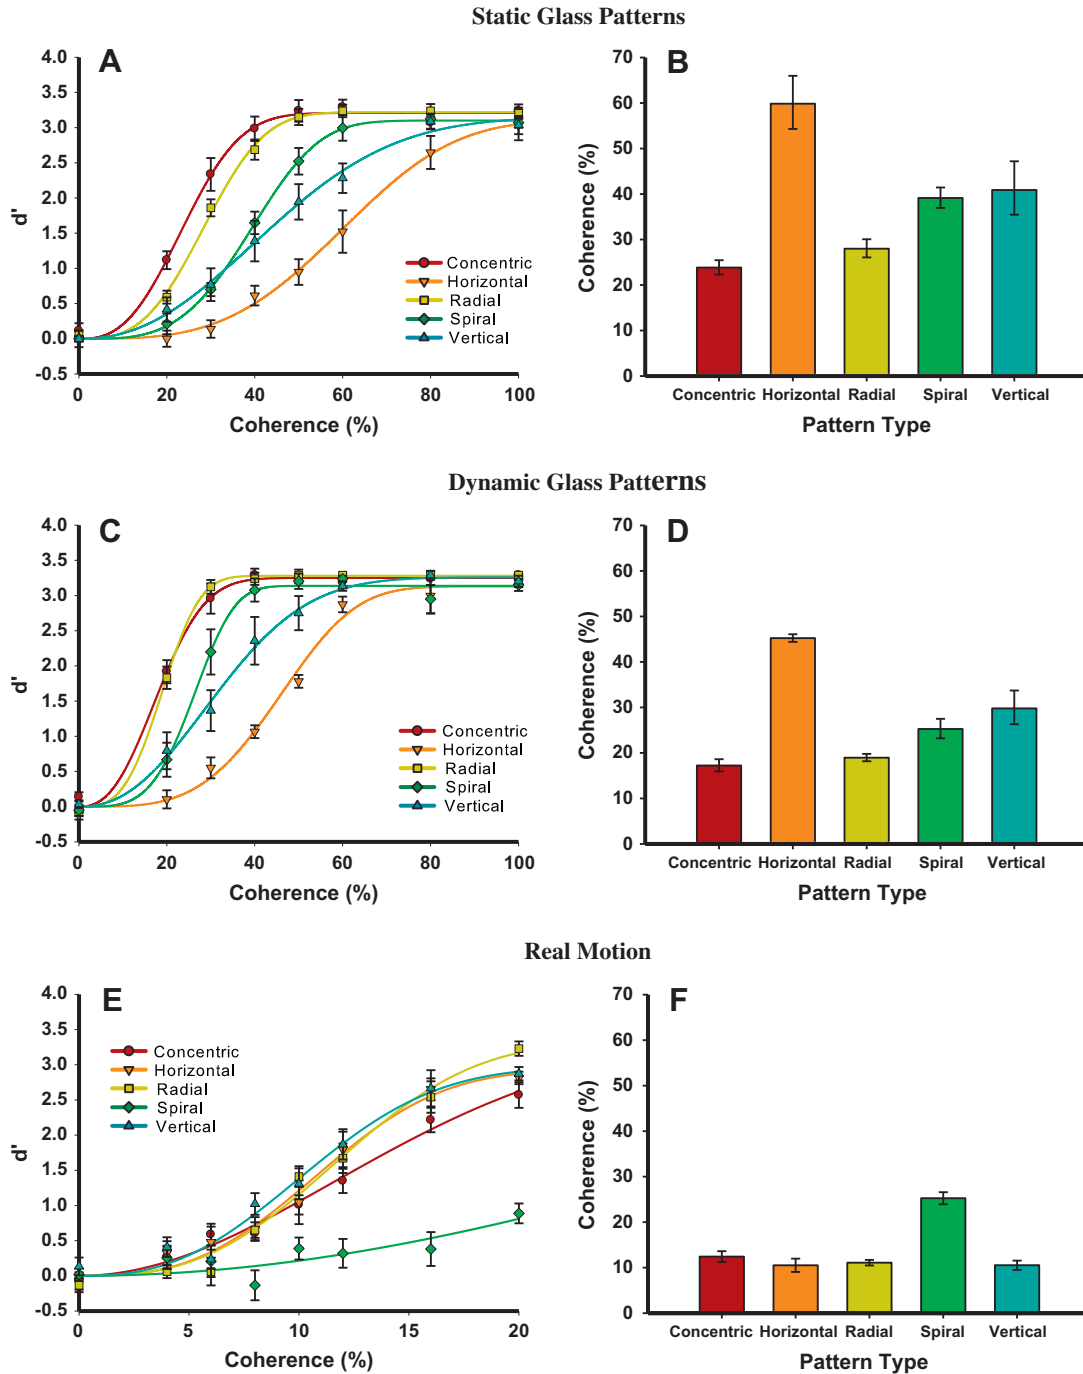 Static Glass Patterns
A
4.0
3.5
3.0
2.5
2.0
1.5
1.0
0.5
0.0
-0.5
d'
Concentric
Horizontal
Radial
Spiral
Vertical
0 20 40 60 80 100
Coherence (%)
B
70
60
50
40
30
20
10
0
Coherence (%)
Concentric Horizontal Radial Spiral Vertical
Pattern Type
Dynamic Glass Patterns
C
4.0
3.5
3.0
2.5
2.0
1.5
1.0
0.5
0.0
-0.5
d'
Concentric
Horizontal
Radial
Spiral
Vertical
0 20 40 60 80 100
Coherence (%)
D
70
60
50
40
30
20
10
0
Coherence (%)
Concentric Horizontal Radial Spiral Vertical
Pattern Type
Real Motion
E
4.0
3.5
3.0
2.5
2.0
1.5
1.0
0.5
0.0
-0.5
d'
Concentric
Horizontal
Radial
Spiral
Vertical
0 5 10 15 20
Coherence (%)
F
70
60
50
40
30
20
10
0
Coherence (%)
Concentric Horizontal Radial Spiral Vertical
Pattern Type